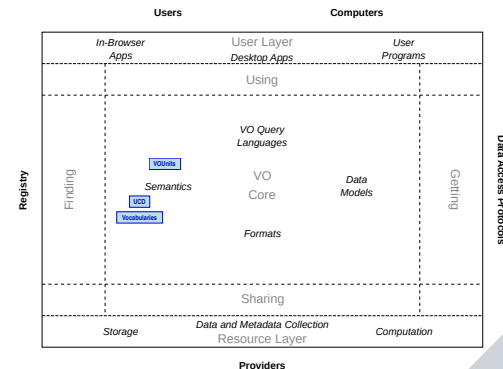 Users
Computers
In-Browser
Apps
User Layer
Desktop Apps
User
Programs
Using
VO Query
Languages
VOUnits
Semantics
UCD
Vocabularies
VO
Core
Data
Models
Formats
Registry
Finding
Getting
Data Access Protocols
Sharing
Storage
Data and Metadata Collection
Resource Layer
Computation
Providers